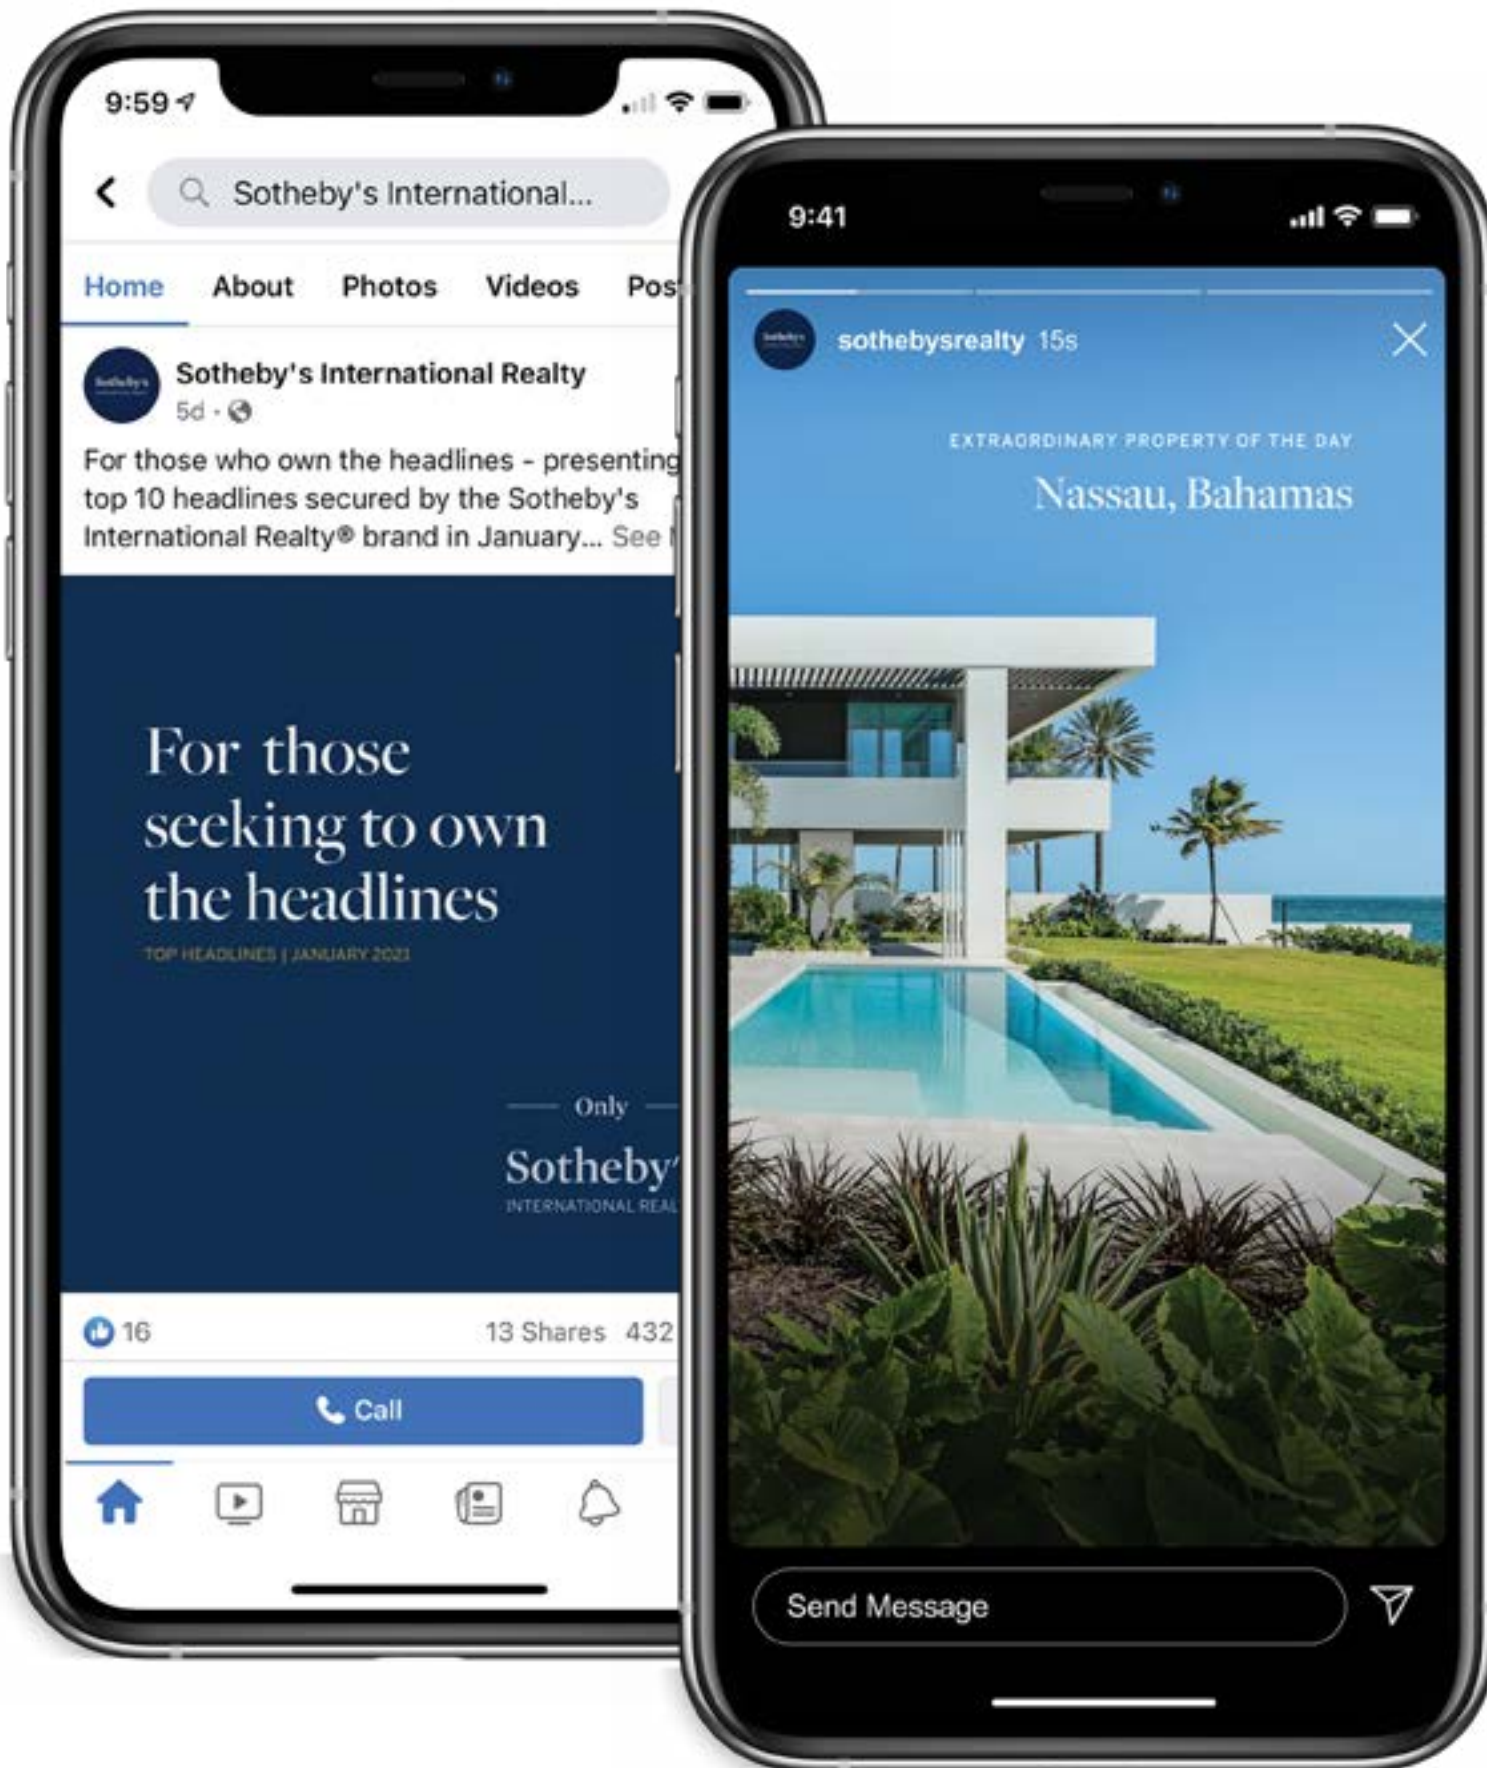 9:59
Sotheby's International...
Home About Photos Videos Pos
Sotheby's
Sotheby's International Realty
5d ·
For those who own the headlines - presenting
top 10 headlines secured by the Sotheby's
International Realty® brand in January... See
For those
seeking to own
the headlines
TOP HEADLINES | JANUARY 2021
Only
Sotheby'
INTERNATIONAL REAL
16 13 Shares 432
Call
9:41
Sotheby's
sothebysrealty 15s
EXTRAORDINARY PROPERTY OF THE DAY
Nassau, Bahamas
Send Message